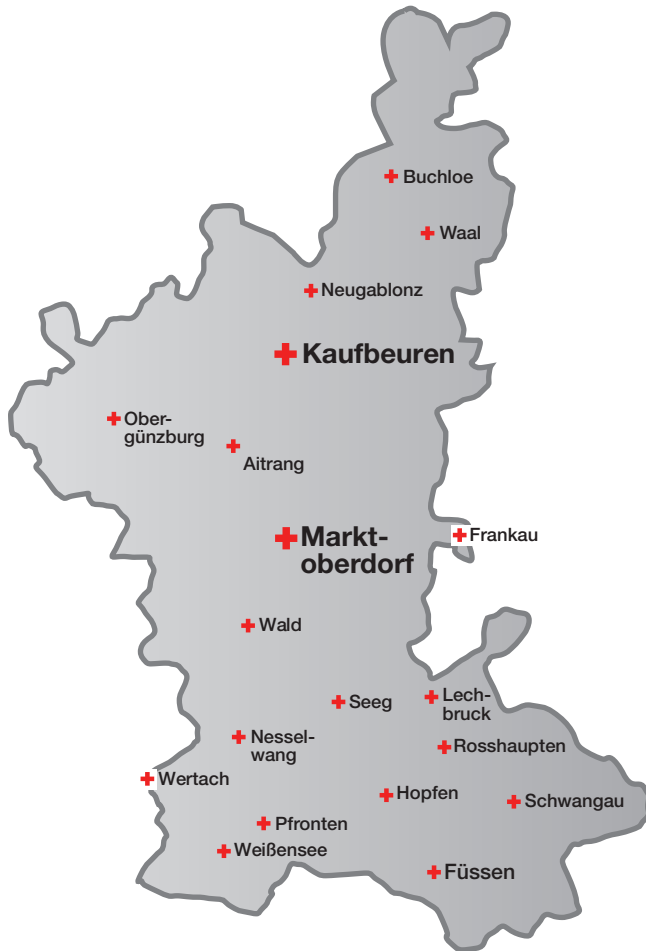 Buchloe
Waal
Neugablonz
Kaufbeuren
Ober-
günzburg
Aitrang
Markt-
oberdorf
Frankau
Wald
Seeg
Lech-
bruck
Nessel-
wang
Rosshaupten
Wertach
Hopfen
Schwangau
Pfronten
Weißensee
Füssen